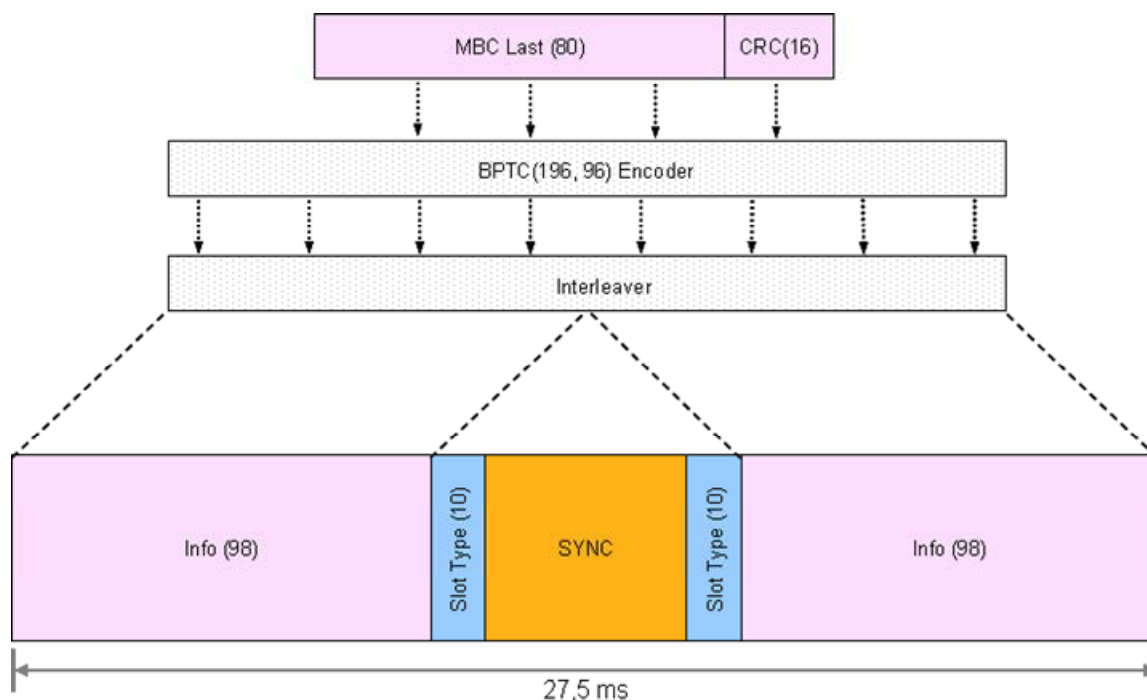 MBC Last (80)
CRC(16)
BPTC(196, 96) Encoder
Interleaver
Info (98)
Slot Type (10)
SYNC
Slot Type (10)
Info (98)
27,5 ms